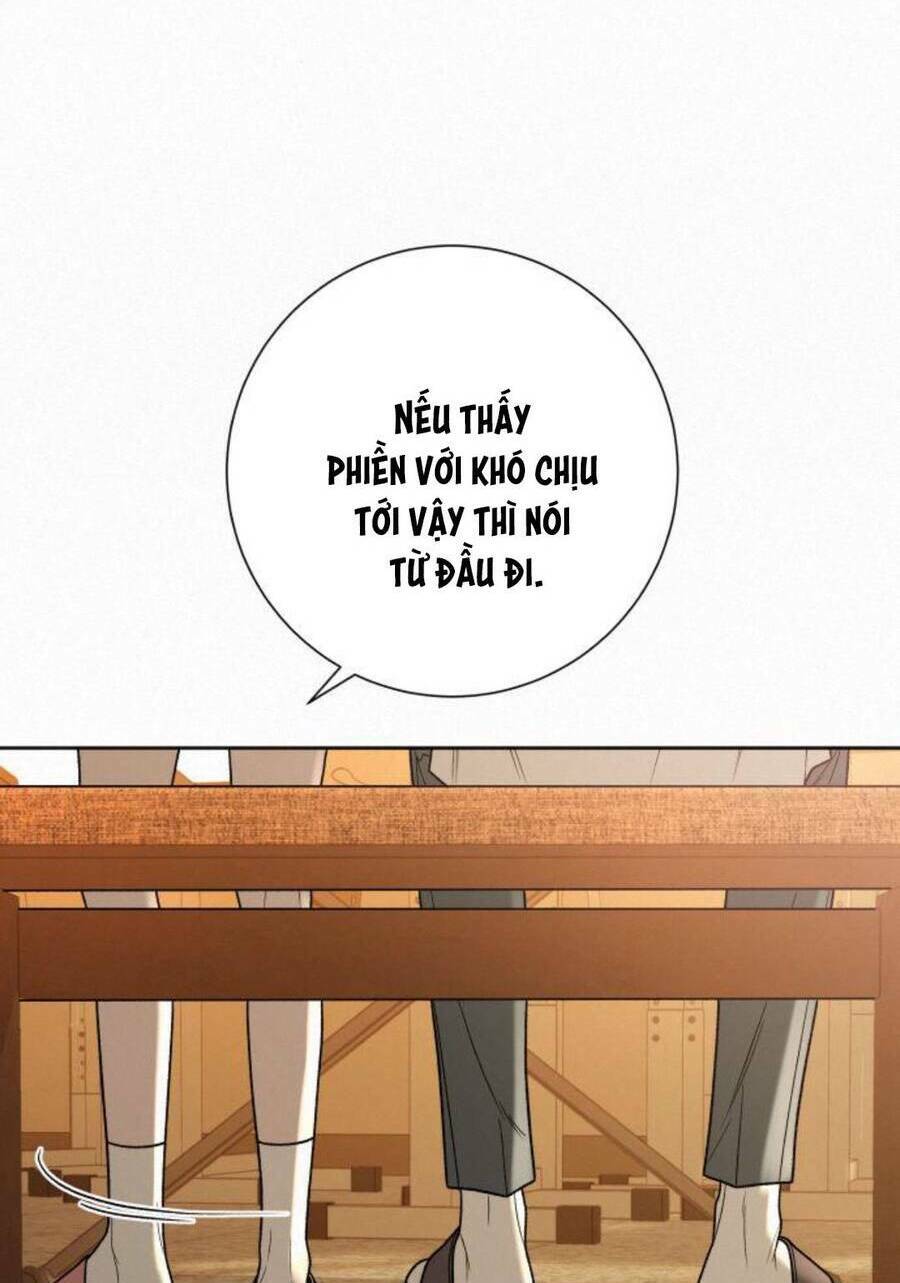 NẾU THẤY
PHIỀN VỚI KHÓ CHỊU
TỚI VẬY THÌ NÓI
TỪ ĐẦU ĐI.